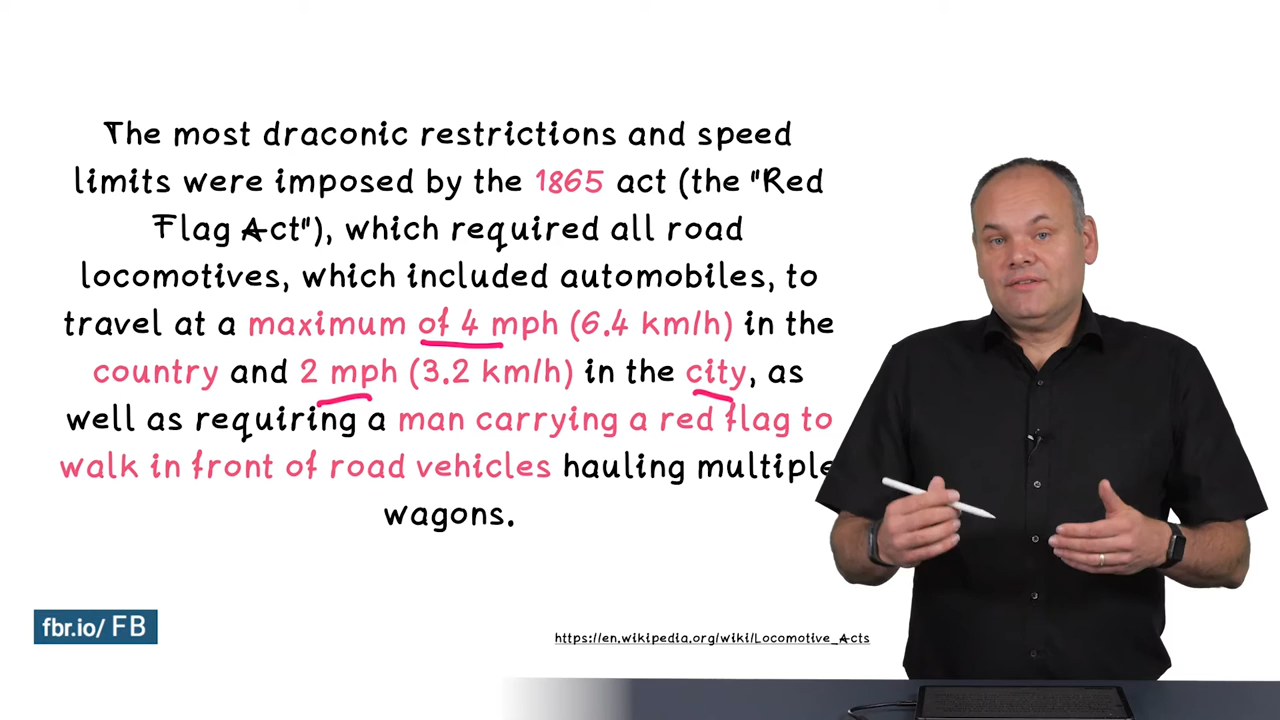 The most draconic restrictions and speed
limits were imposed by the 1865 act (the "Red
Flag Act"), which required all road
locomotives, which included automobiles, to
travel at a maximum of 4 mph (6.4 km/h) in the
country and 2 mph (3.2 km/h) in the city, as
well as requiring a man carrying a red flag to
walk in front of road vehicles hauling multiple
wagons.
fbr.io/ FB
https://en.wikipedia.org/wiki/Locomotive_Acts